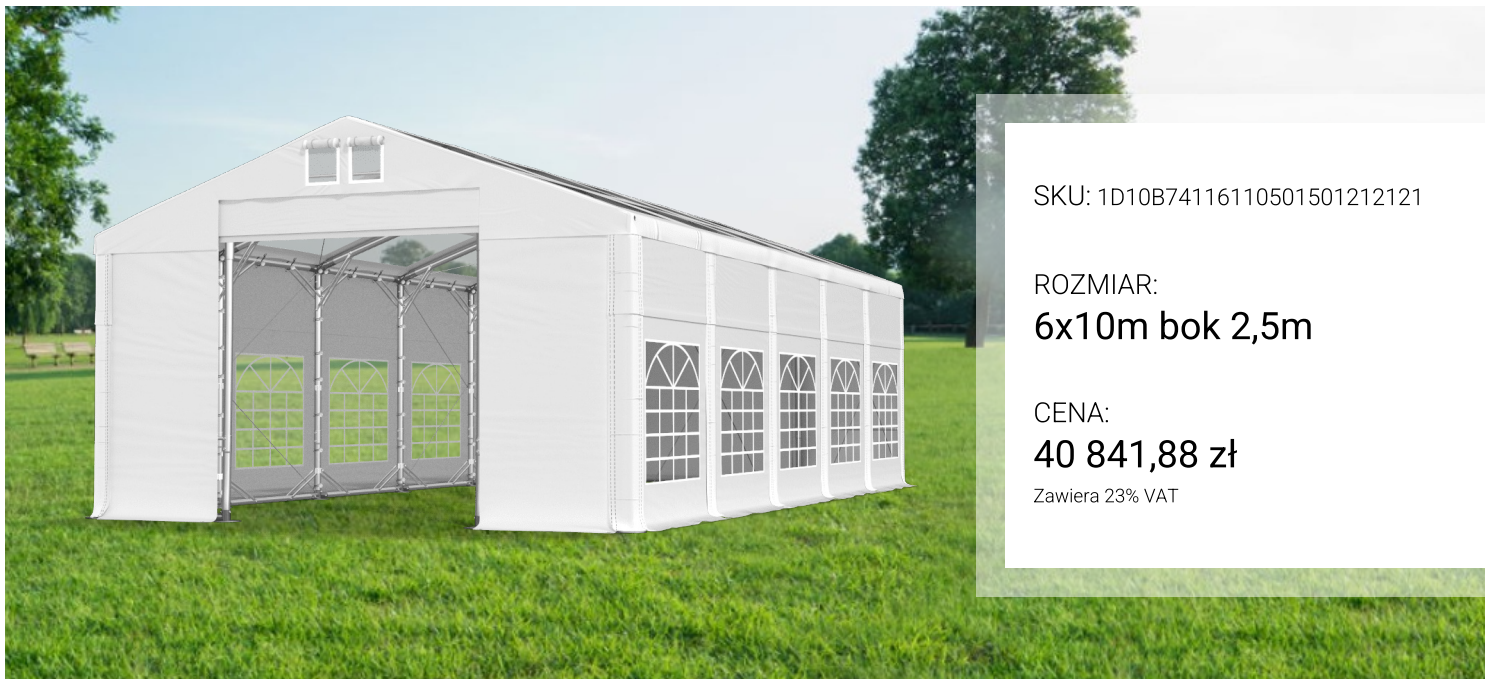 SKU: 1D10B74116110501501212121
ROZMIAR:
6x10m bok 2,5m
CENA:
40 841,88 zł
Zawiera 23% VAT